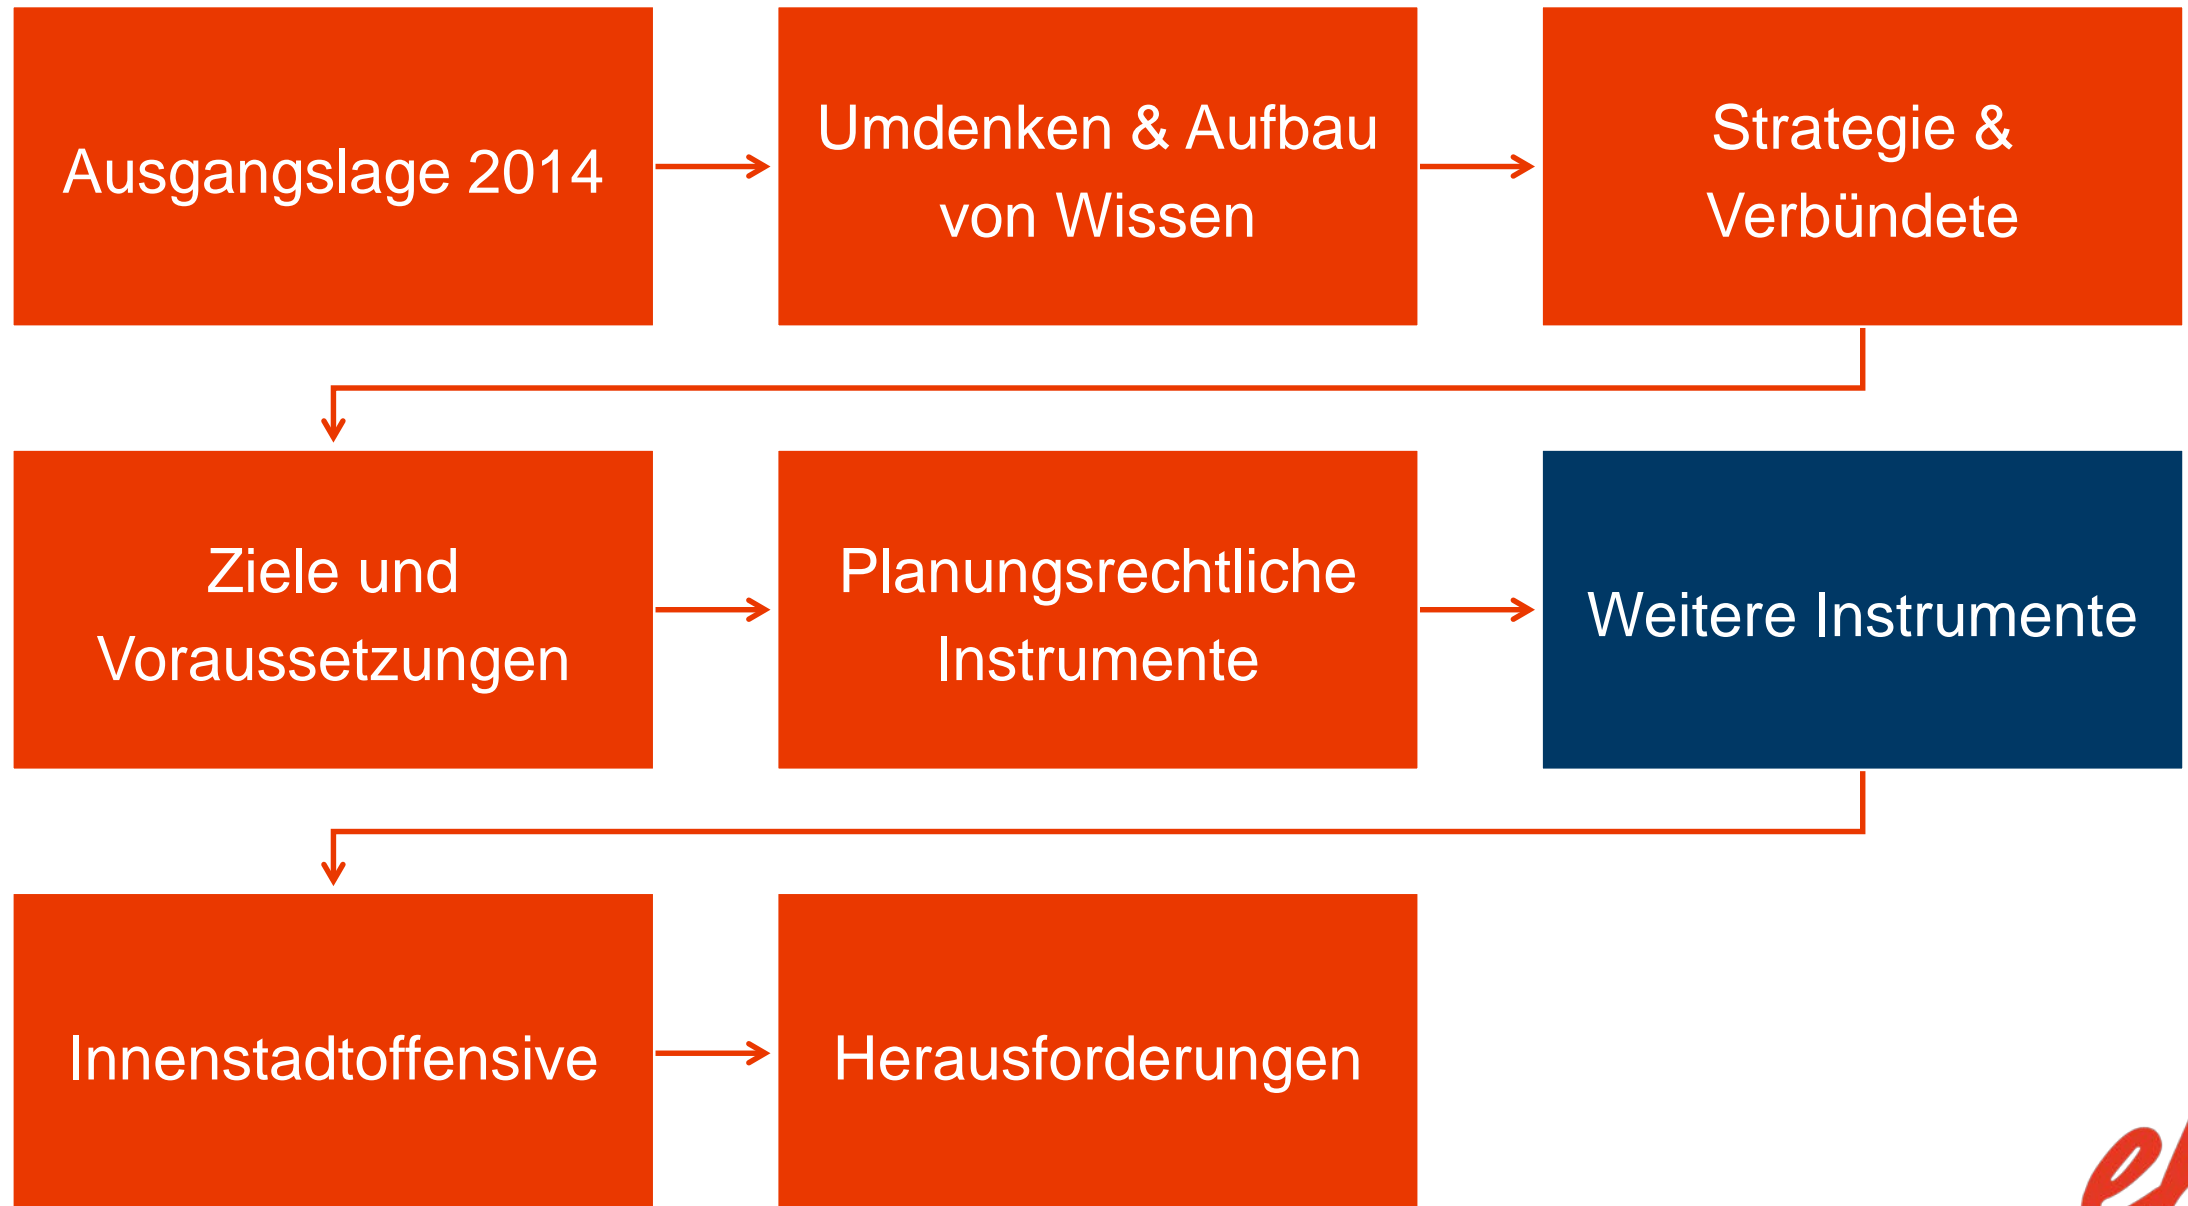 Ausgangslage 2014
Umdenken & Aufbau
von Wissen
Strategie &
Verbündete
Ziele und
Voraussetzungen
Planungsrechtliche
Instrumente
Weitere Instrumente
Innenstadtoffensive
Herausforderungen